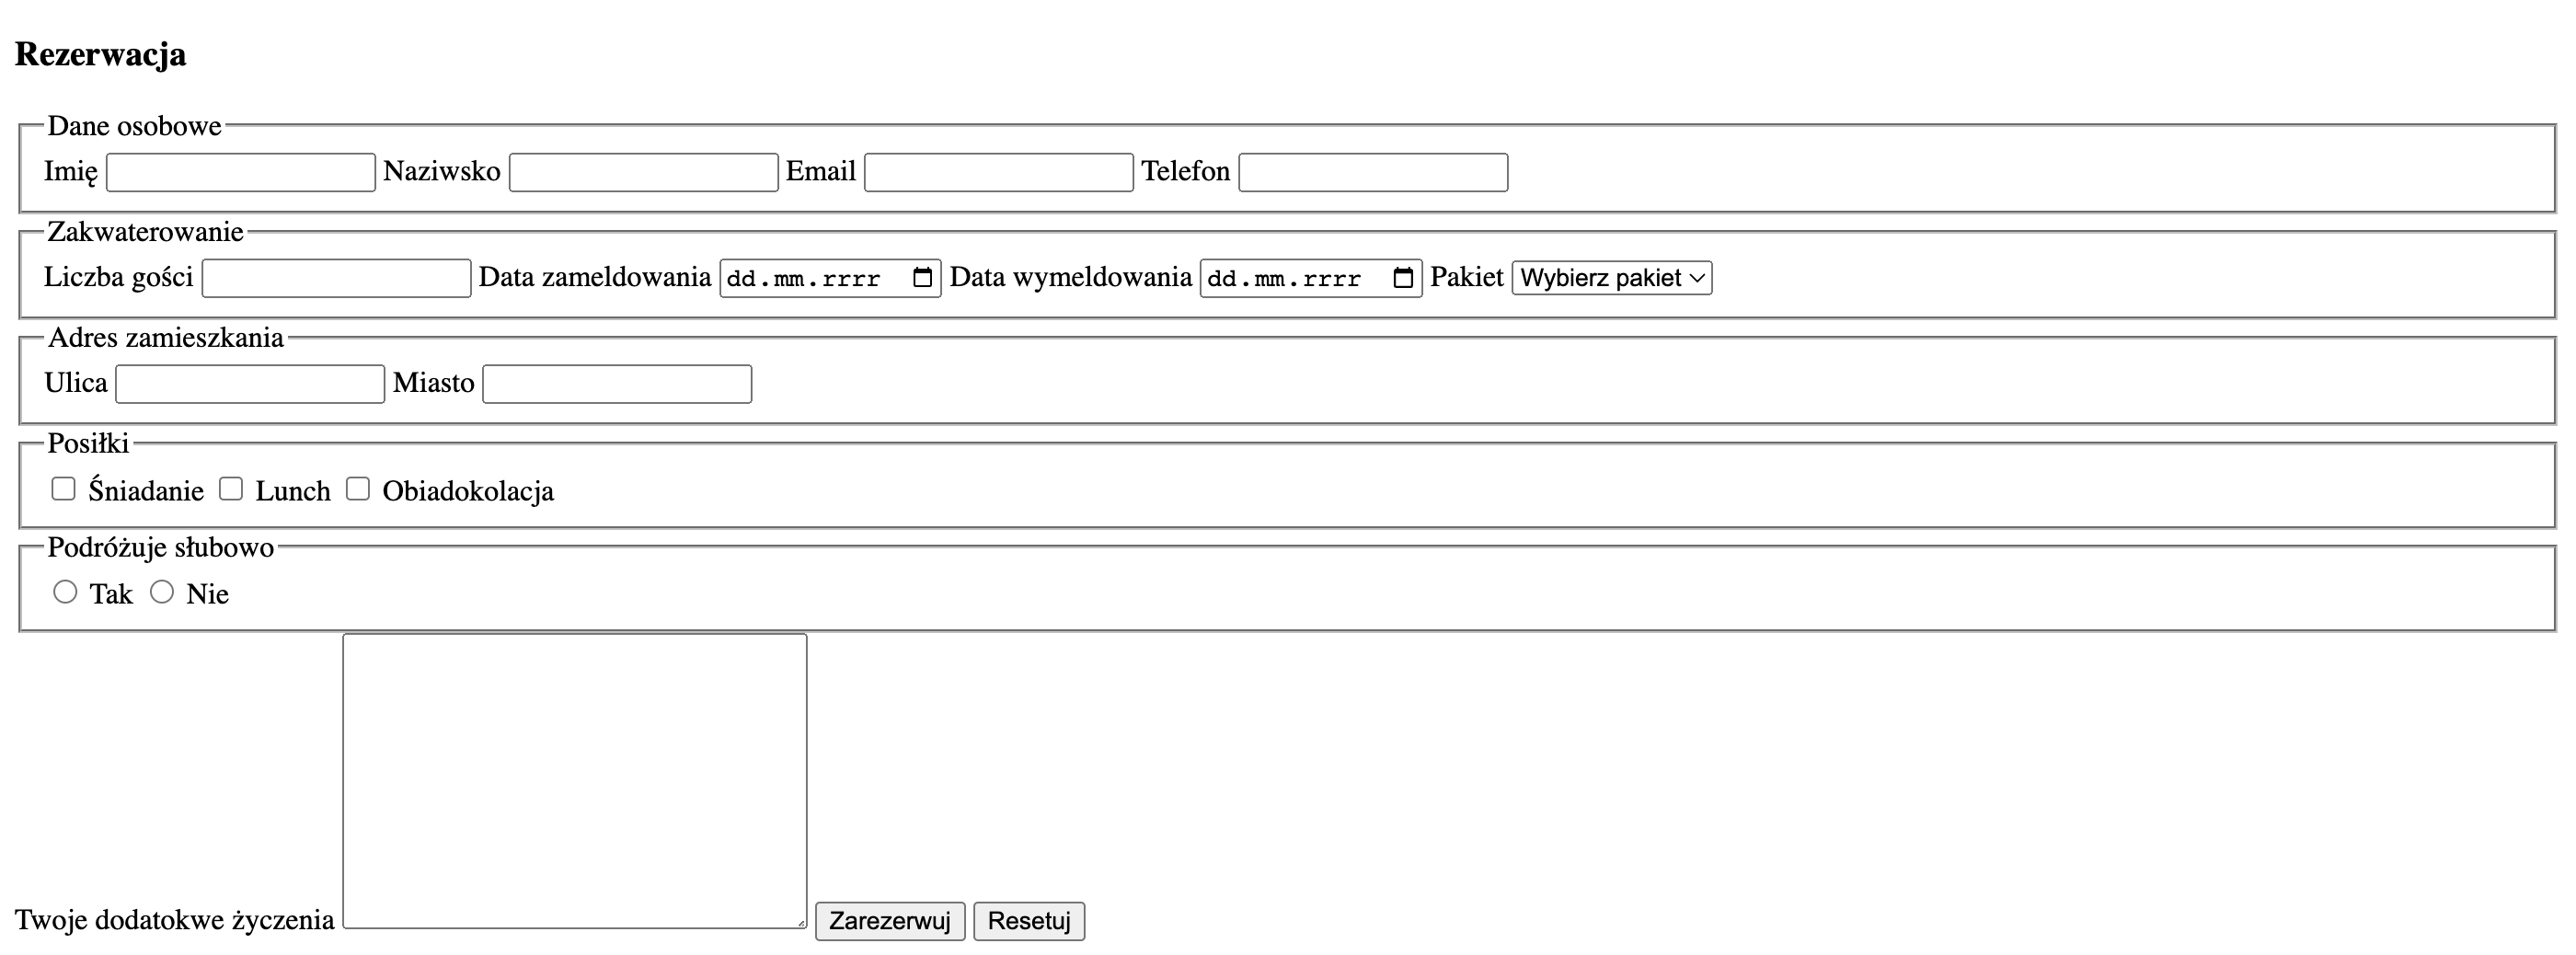 Rezerwacja
Dane osobowe
Imię Naziwsko Email Telefon
Zakwaterowanie
Liczba gości Data zameldowania dd.mm.rrrr Data wymeldowania dd.mm.rrrr Pakiet Wybierz pakiet
Adres zamieszkania
Ulica Miasto
Posiłki
Śniadanie Lunch Obiadokolacja
Podróżuje słubowo
Tak Nie
Twoje dodatokwe życzenia Zarezerwuj Resetuj